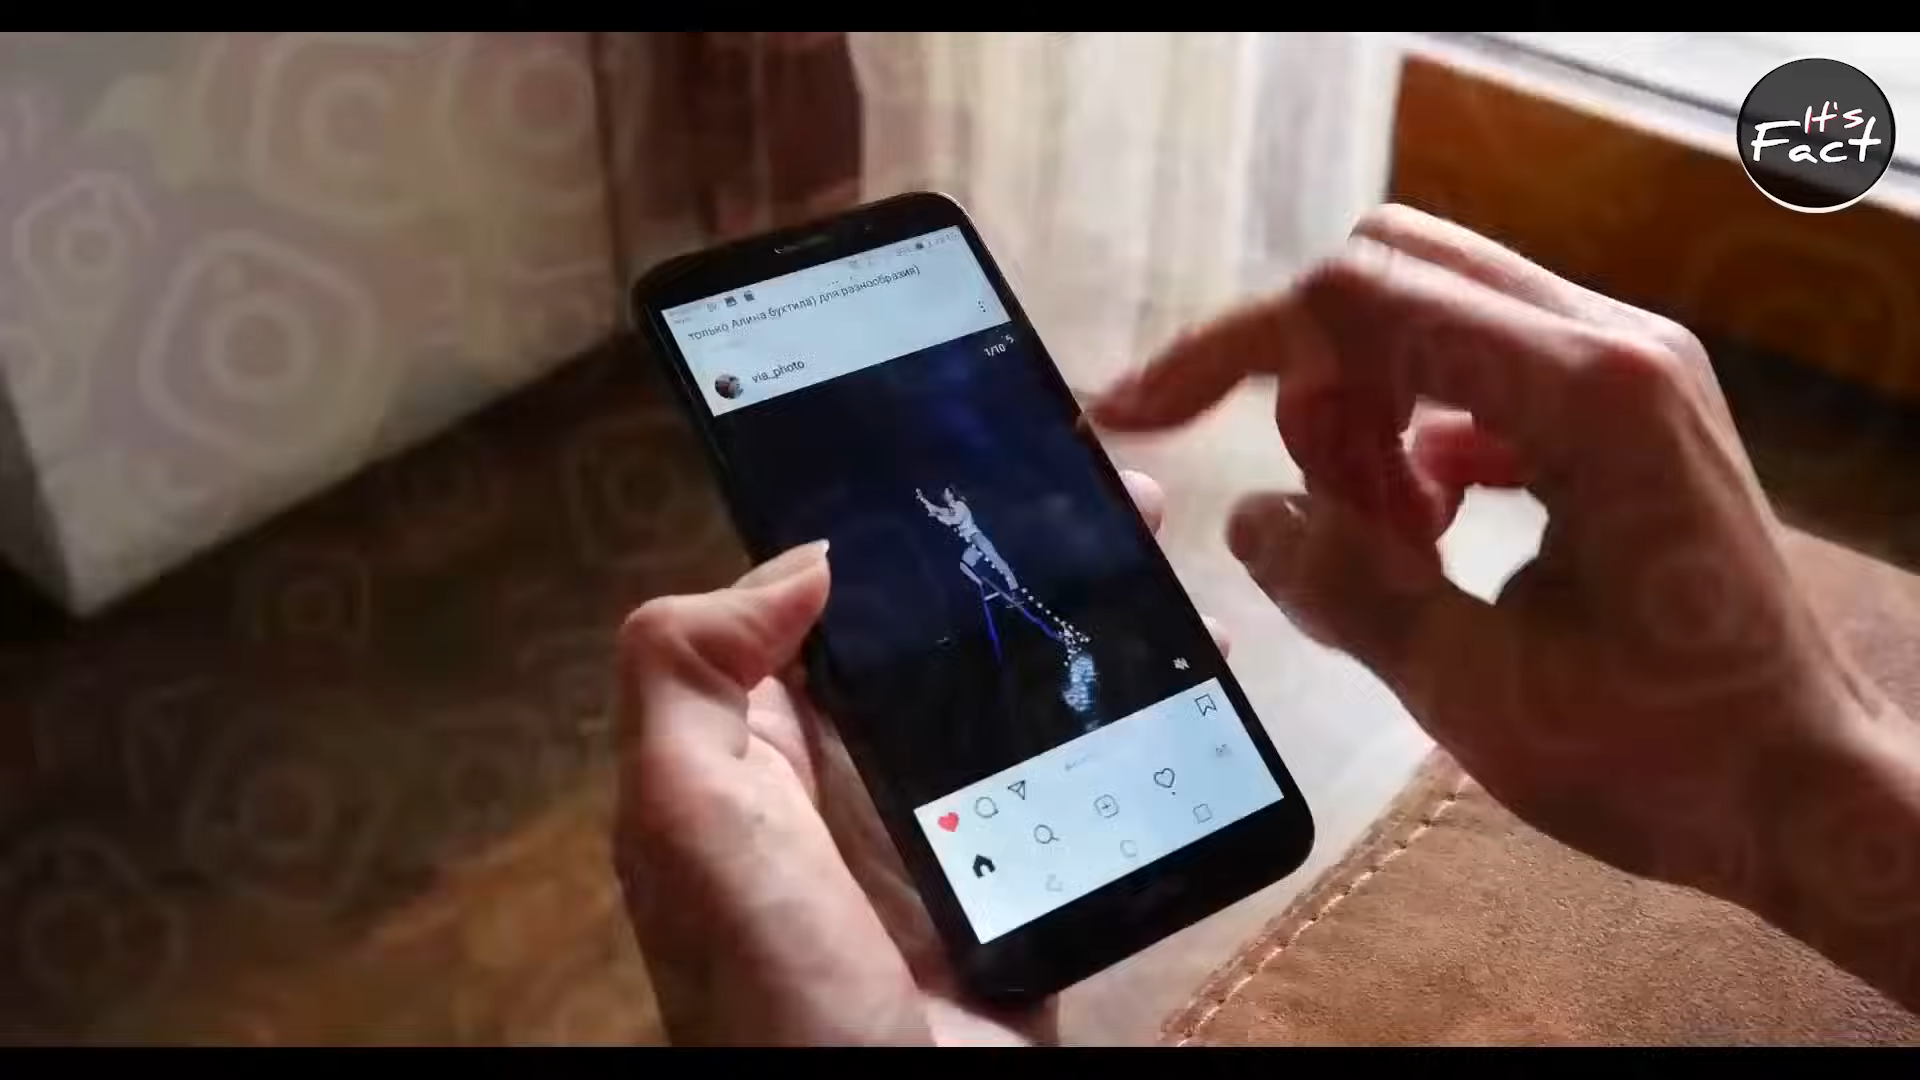 It's
Fact
только Алина бухтила) для разнообразия)
via_photo
1/10